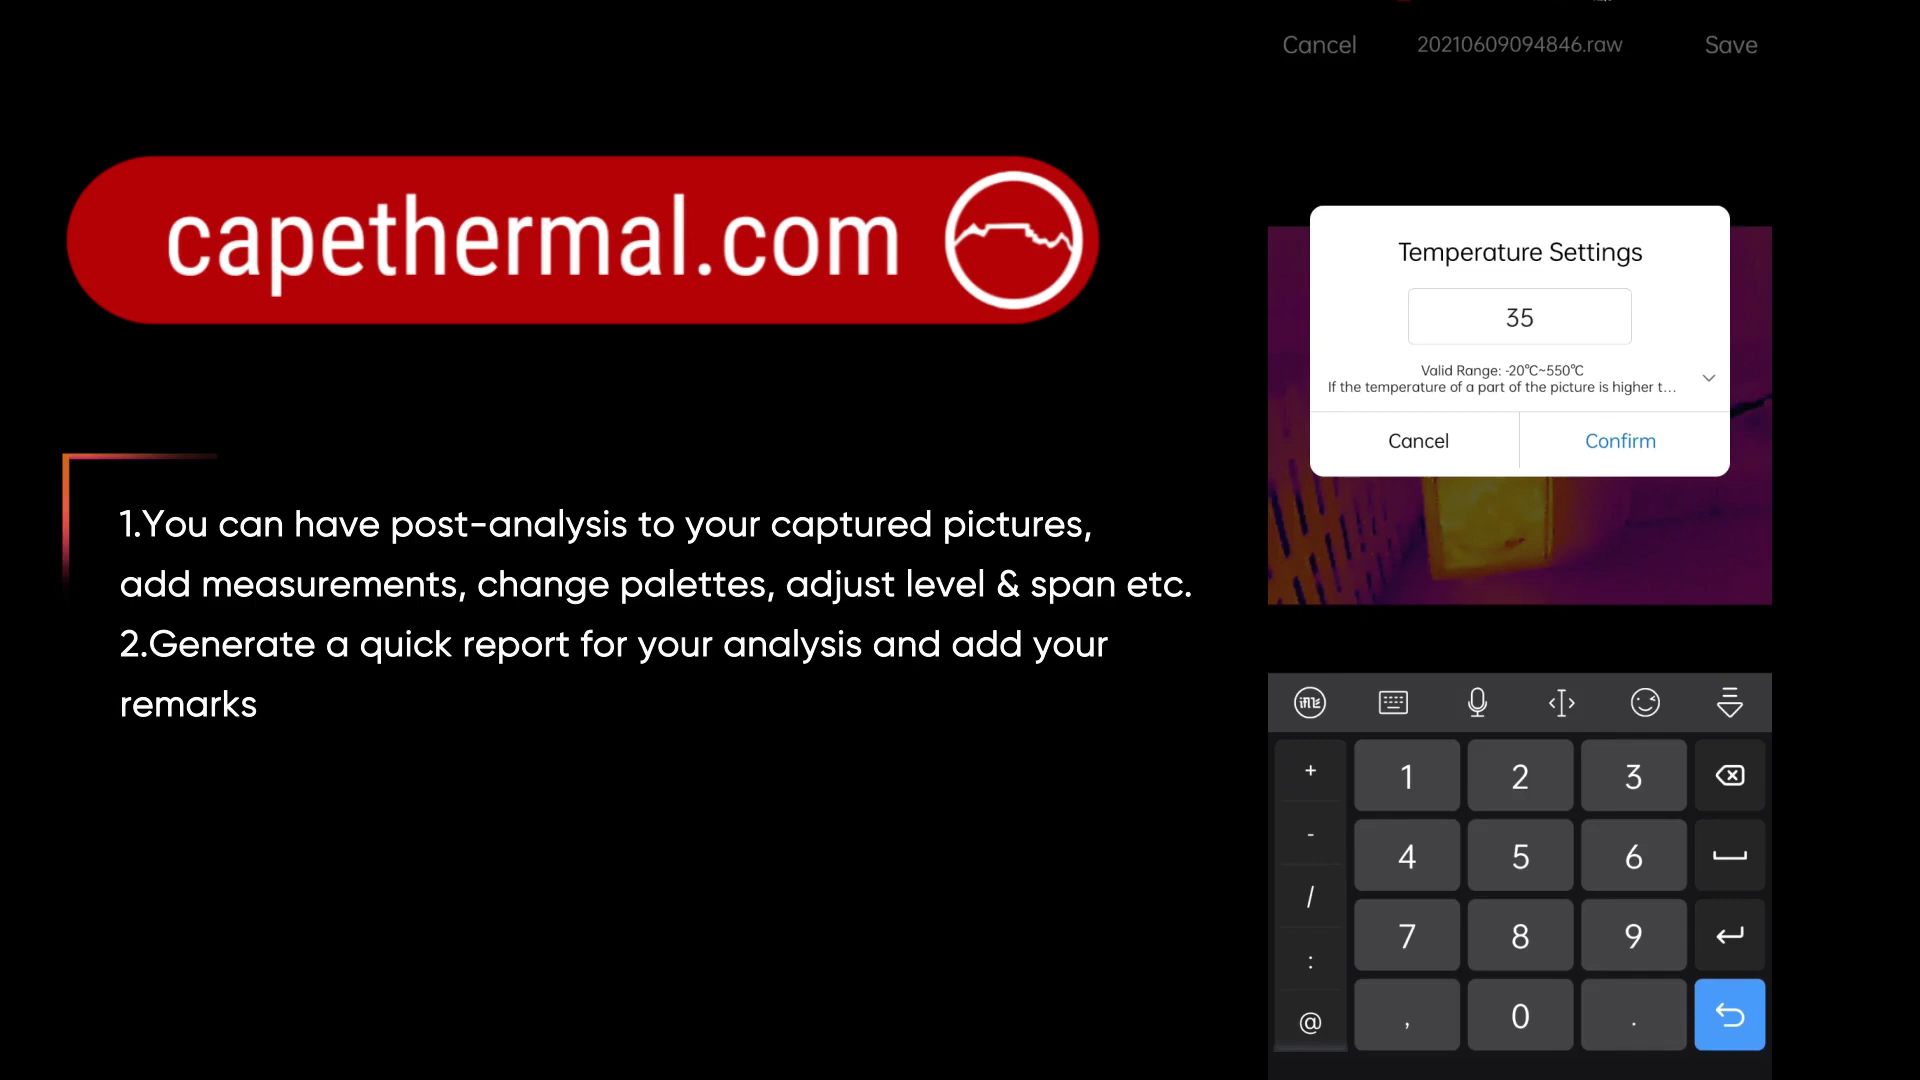 Cancel 20210609094846.raw Save
capethermal.com
Temperature Settings
35
Valid Range: -20℃~550℃
If the temperature of a part of the picture is higher t...
Cancel Confirm
1.You can have post-analysis to your captured pictures,
add measurements, change palettes, adjust level & span etc.
2.Generate a quick report for your analysis and add your
remarks
+ 1 2 3
- 4 5 6
/ 7 8 9
:
@ , 0 .